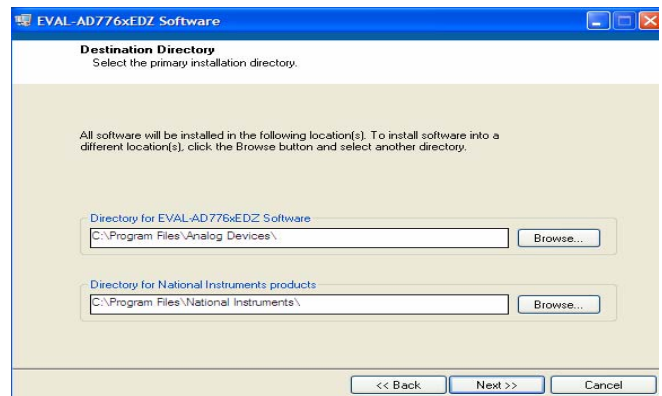 EVAL-AD776xEDZ Software
Destination Directory
Select the primary installation directory.
All software will be installed in the following location(s). To install software into a
different location(s), click the Browse button and select another directory.
Directory for EVAL-AD776xEDZ Software
C:\Program Files\Analog Devices\
Browse...
Directory for National Instruments products
C:\Program Files\National Instruments\
Browse...
<< Back
Next >>
Cancel